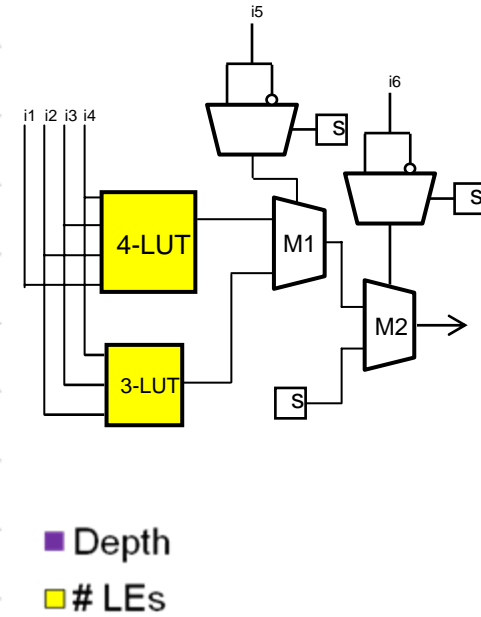 i5
i6
i1 i2 i3 i4
S
S
4-LUT
M1
M2
3-LUT
S
Depth
# LEs